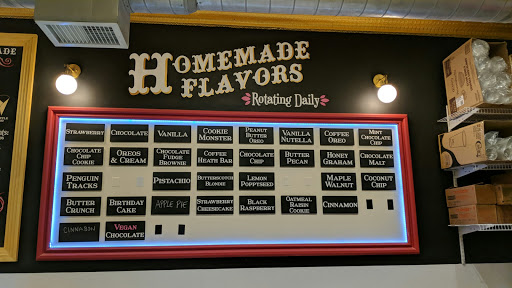 HOMEMADE
FLAVORS
Rotating Daily
STRAWBERRY
CHOCOLATE
VANILLA
COOKIE
MONSTER
PEANUT
BUTTER
OREO
VANILLA
NUTELLA
COFFEE
OREO
MINT
CHOCOLATE
CHIP
CHOCOLATE
CHIP
COOKIE
OREOS
& CREAM
CHOCOLATE
FUDGE
BROWNIE
COFFEE
HEATH BAR
CHOCOLATE
CHIP
BUTTER
PECAN
HONEY
GRAHAM
CHOCOLATE
MALT
PENGUIN
TRACKS
PISTACHIO
BUTTERSCOTCH
BLONDIE
LEMON
POPPYSEED
MAPLE
WALNUT
COCONUT
CHIP
BUTTER
CRUNCH
BIRTHDAY
CAKE
APPLE PIE
STRAWBERRY
CHEESECAKE
BLACK
RASPBERRY
OATMEAL
RAISIN
COOKIE
CINNAMON
VEGAN
CHOCOLATE